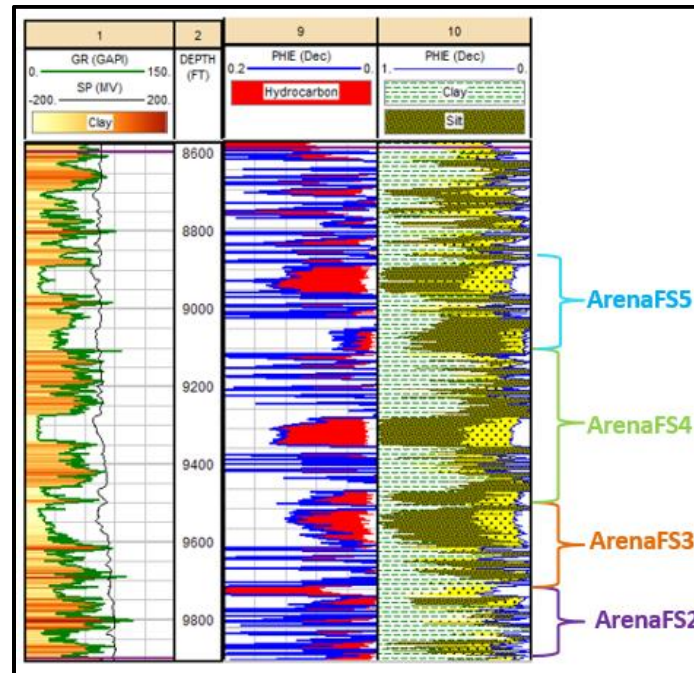 1
2
9
10
GR (GAPI)
0. 150.
SP (MV)
-200. 200.
Clay
DEPTH
(FT)
PHIE (Dec)
0.2 0.
Hydrocarbon
PHIE (Dec)
1. 0.
Clay
Silt
8600
8800
9000
9200
9400
9600
9800
ArenaFS5
ArenaFS4
ArenaFS3
ArenaFS2